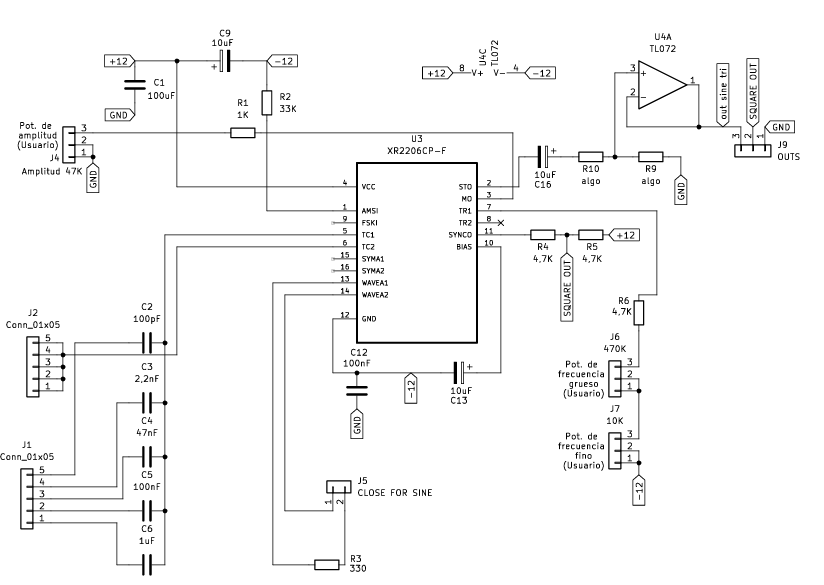 C9
10uF
+12
-12
C1
100uF
GND
R1
1K
R2
33K
Pot. de
amplitud
(Usuario)
J4
Amplitud 47K
3
2
1
GND
U4C
TL072
+12
8
V+
V-
4
-12
U4A
TL072
3
+
2
-
1
out sine tri
SQUARE OUT
GND
3
2
1
J9
OUTS
U3
XR2206CP-F
4
VCC
1
AMSI
9
FSKI
5
TC1
6
TC2
15
SYMA1
16
SYMA2
13
WAVEA1
14
WAVEA2
12
GND
STO
2
MO
3
TR1
7
TR2
8
SYNCO
11
BIAS
10
+
10uF
C16
R10
algo
R9
algo
GND
R4
4,7K
R5
4,7K
+12
SQUARE OUT
R6
4,7K
J6
470K
Pot. de
frecuencia
grueso
(Usuario)
3
2
1
J7
10K
Pot. de
frecuencia
fino
(Usuario)
3
2
1
-12
C12
100nF
GND
-12
+
10uF
C13
J2
Conn_01x05
5
4
3
2
1
C2
100pF
C3
2,2nF
C4
47nF
C5
100nF
C6
1uF
J1
Conn_01x05
5
4
3
2
1
J5
CLOSE FOR SINE
1
2
R3
330